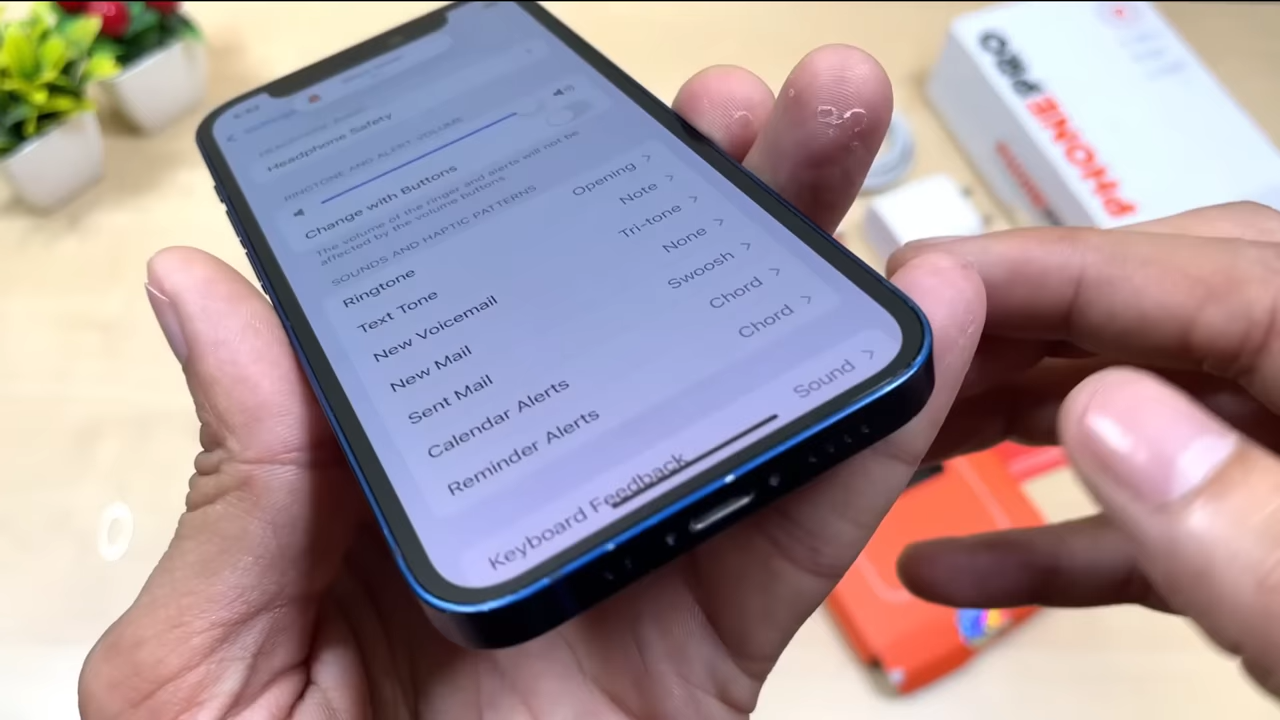 Headphone Safety
RINGTONE AND ALERT VOLUME
Change with Buttons
The volume of the ringer and alerts will not be
affected by the volume buttons.
SOUNDS AND HAPTIC PATTERNS
Ringtone Opening
Text Tone Note
New Voicemail Tri-tone
New Mail None
Sent Mail Swoosh
Calendar Alerts Chord
Reminder Alerts Chord
Keyboard Feedback Sound
PHONE PRO